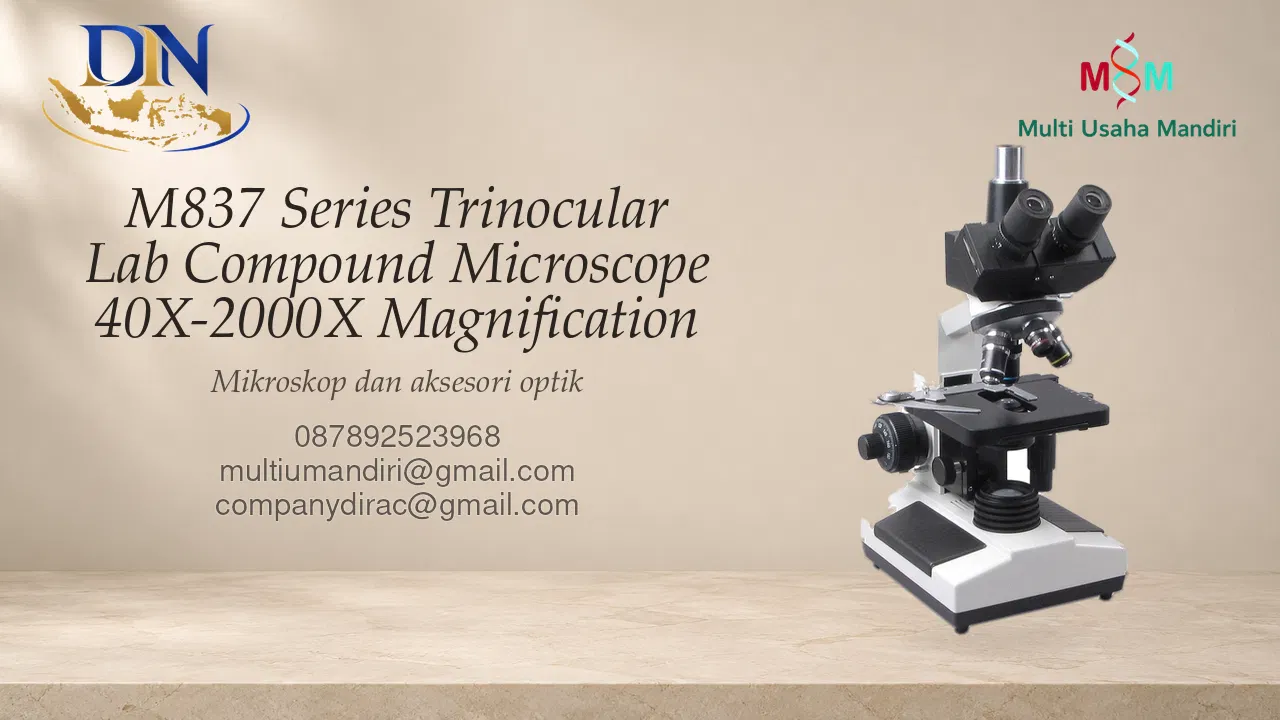 DN
M8M
Multi Usaha Mandiri
M837 Series Trinocular
Lab Compound Microscope
40X-2000X Magnification
Mikroskop dan aksesori optik
087892523968
multiumandiri@gmail.com
companydirac@gmail.com